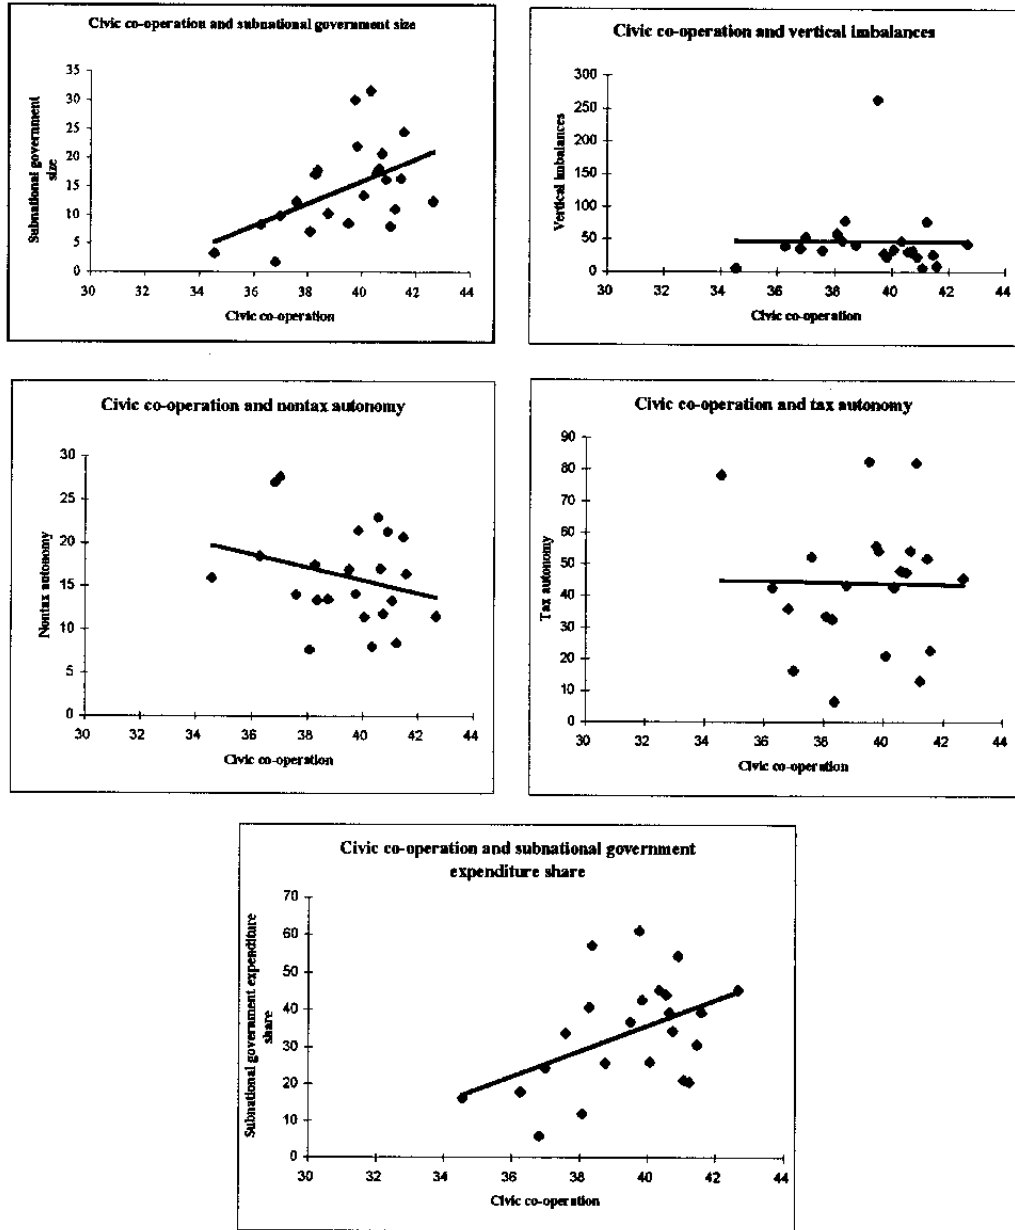 Civic co-operation and subnational government size
35
30
25
20
15
10
5
0
Subnational government
size
30 32 34 36 38 40 42 44
Civic co-operation
Civic co-operation and vertical imbalances
300
250
200
150
100
50
0
Vertical imbalances
30 32 34 36 38 40 42 44
Civic co-operation
Civic co-operation and nontax autonomy
30
25
20
15
10
5
0
Nontax autonomy
30 32 34 36 38 40 42 44
Civic co-operation
Civic co-operation and tax autonomy
90
80
70
60
50
40
30
20
10
0
Tax autonomy
30 32 34 36 38 40 42 44
Civic co-operation
Civic co-operation and subnational government
expenditure share
70
60
50
40
30
20
10
0
Subnational government expenditure
share
30 32 34 36 38 40 42 44
Civic co-operation